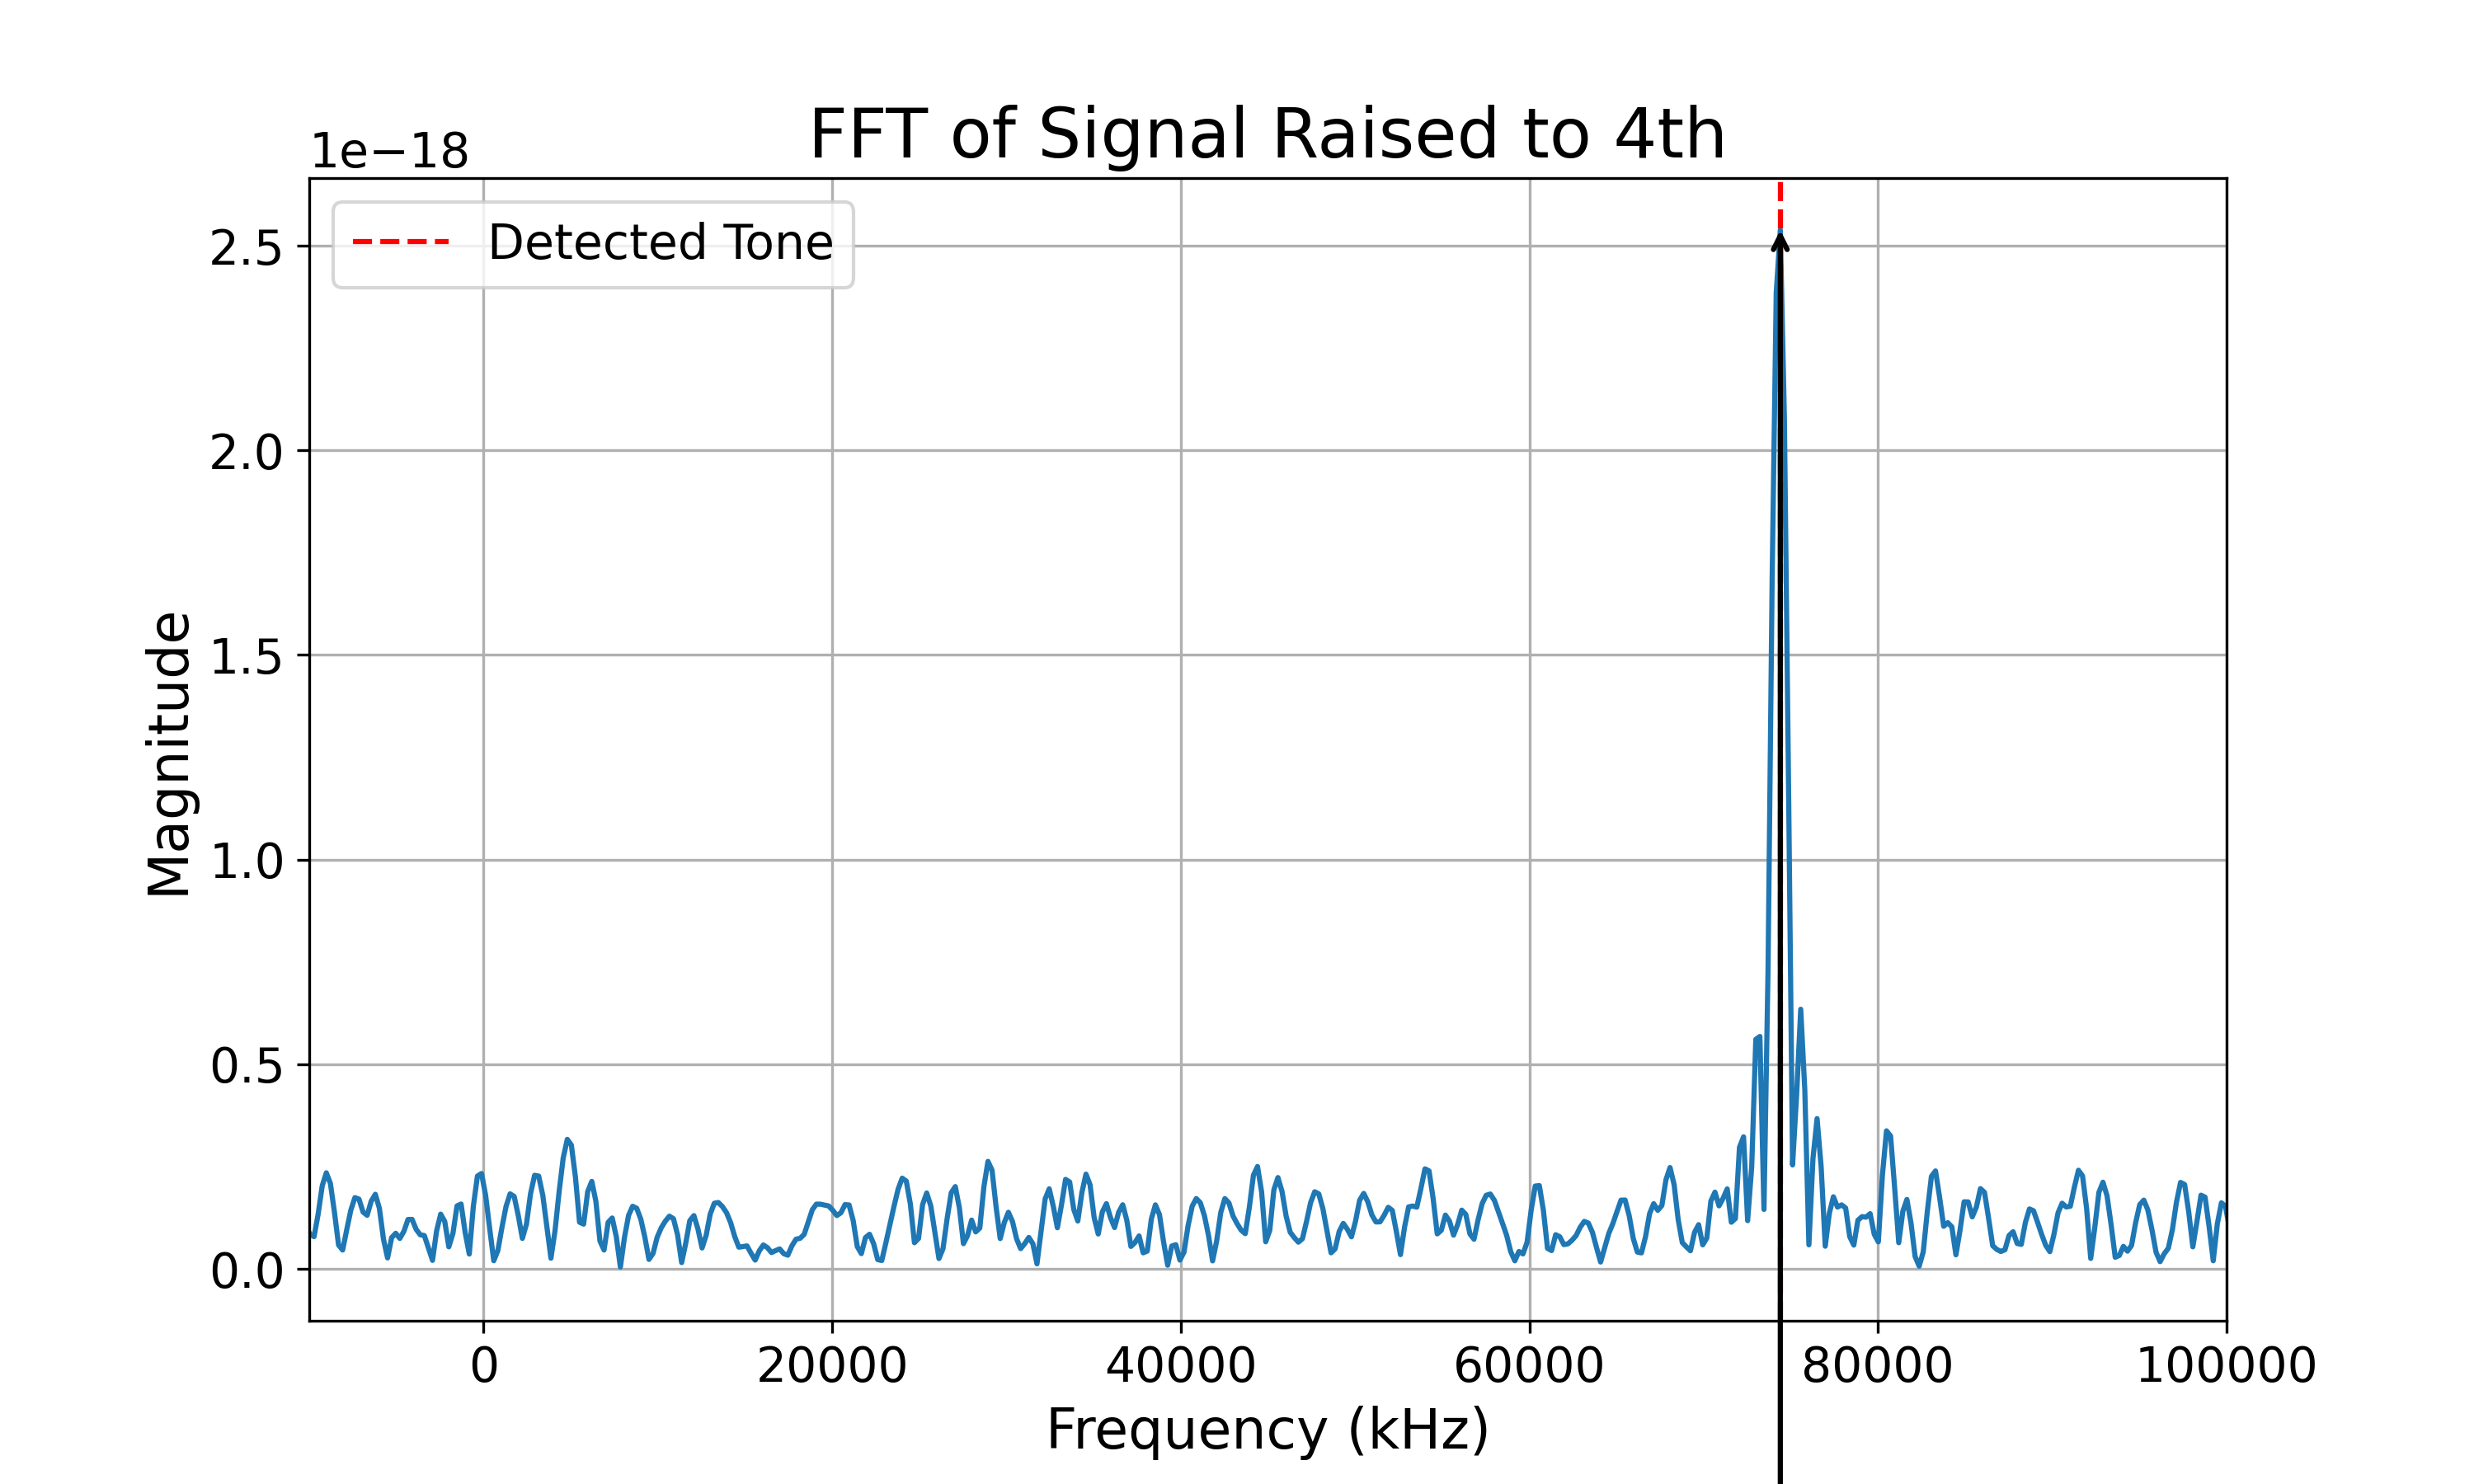 FFT of Signal Raised to 4th
1e−18
Detected Tone
2.5
2.0
1.5
1.0
0.5
0.0
Magnitude
0 20000 40000 60000 80000 100000
Frequency (kHz)